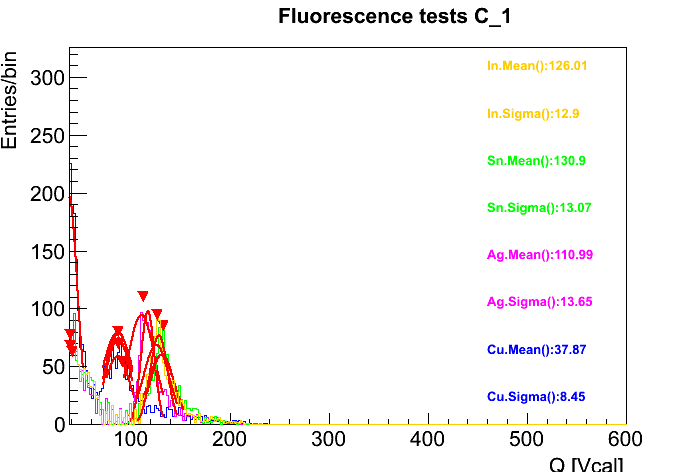 Fluorescence tests C_1
Entries/bin
300
250
200
150
100
50
0
In.Mean():126.01
In.Sigma():12.9
Sn.Mean():130.9
Sn.Sigma():13.07
Ag.Mean():110.99
Ag.Sigma():13.65
Cu.Mean():37.87
Cu.Sigma():8.45
100 200 300 400 500 600
Q [Vcal]